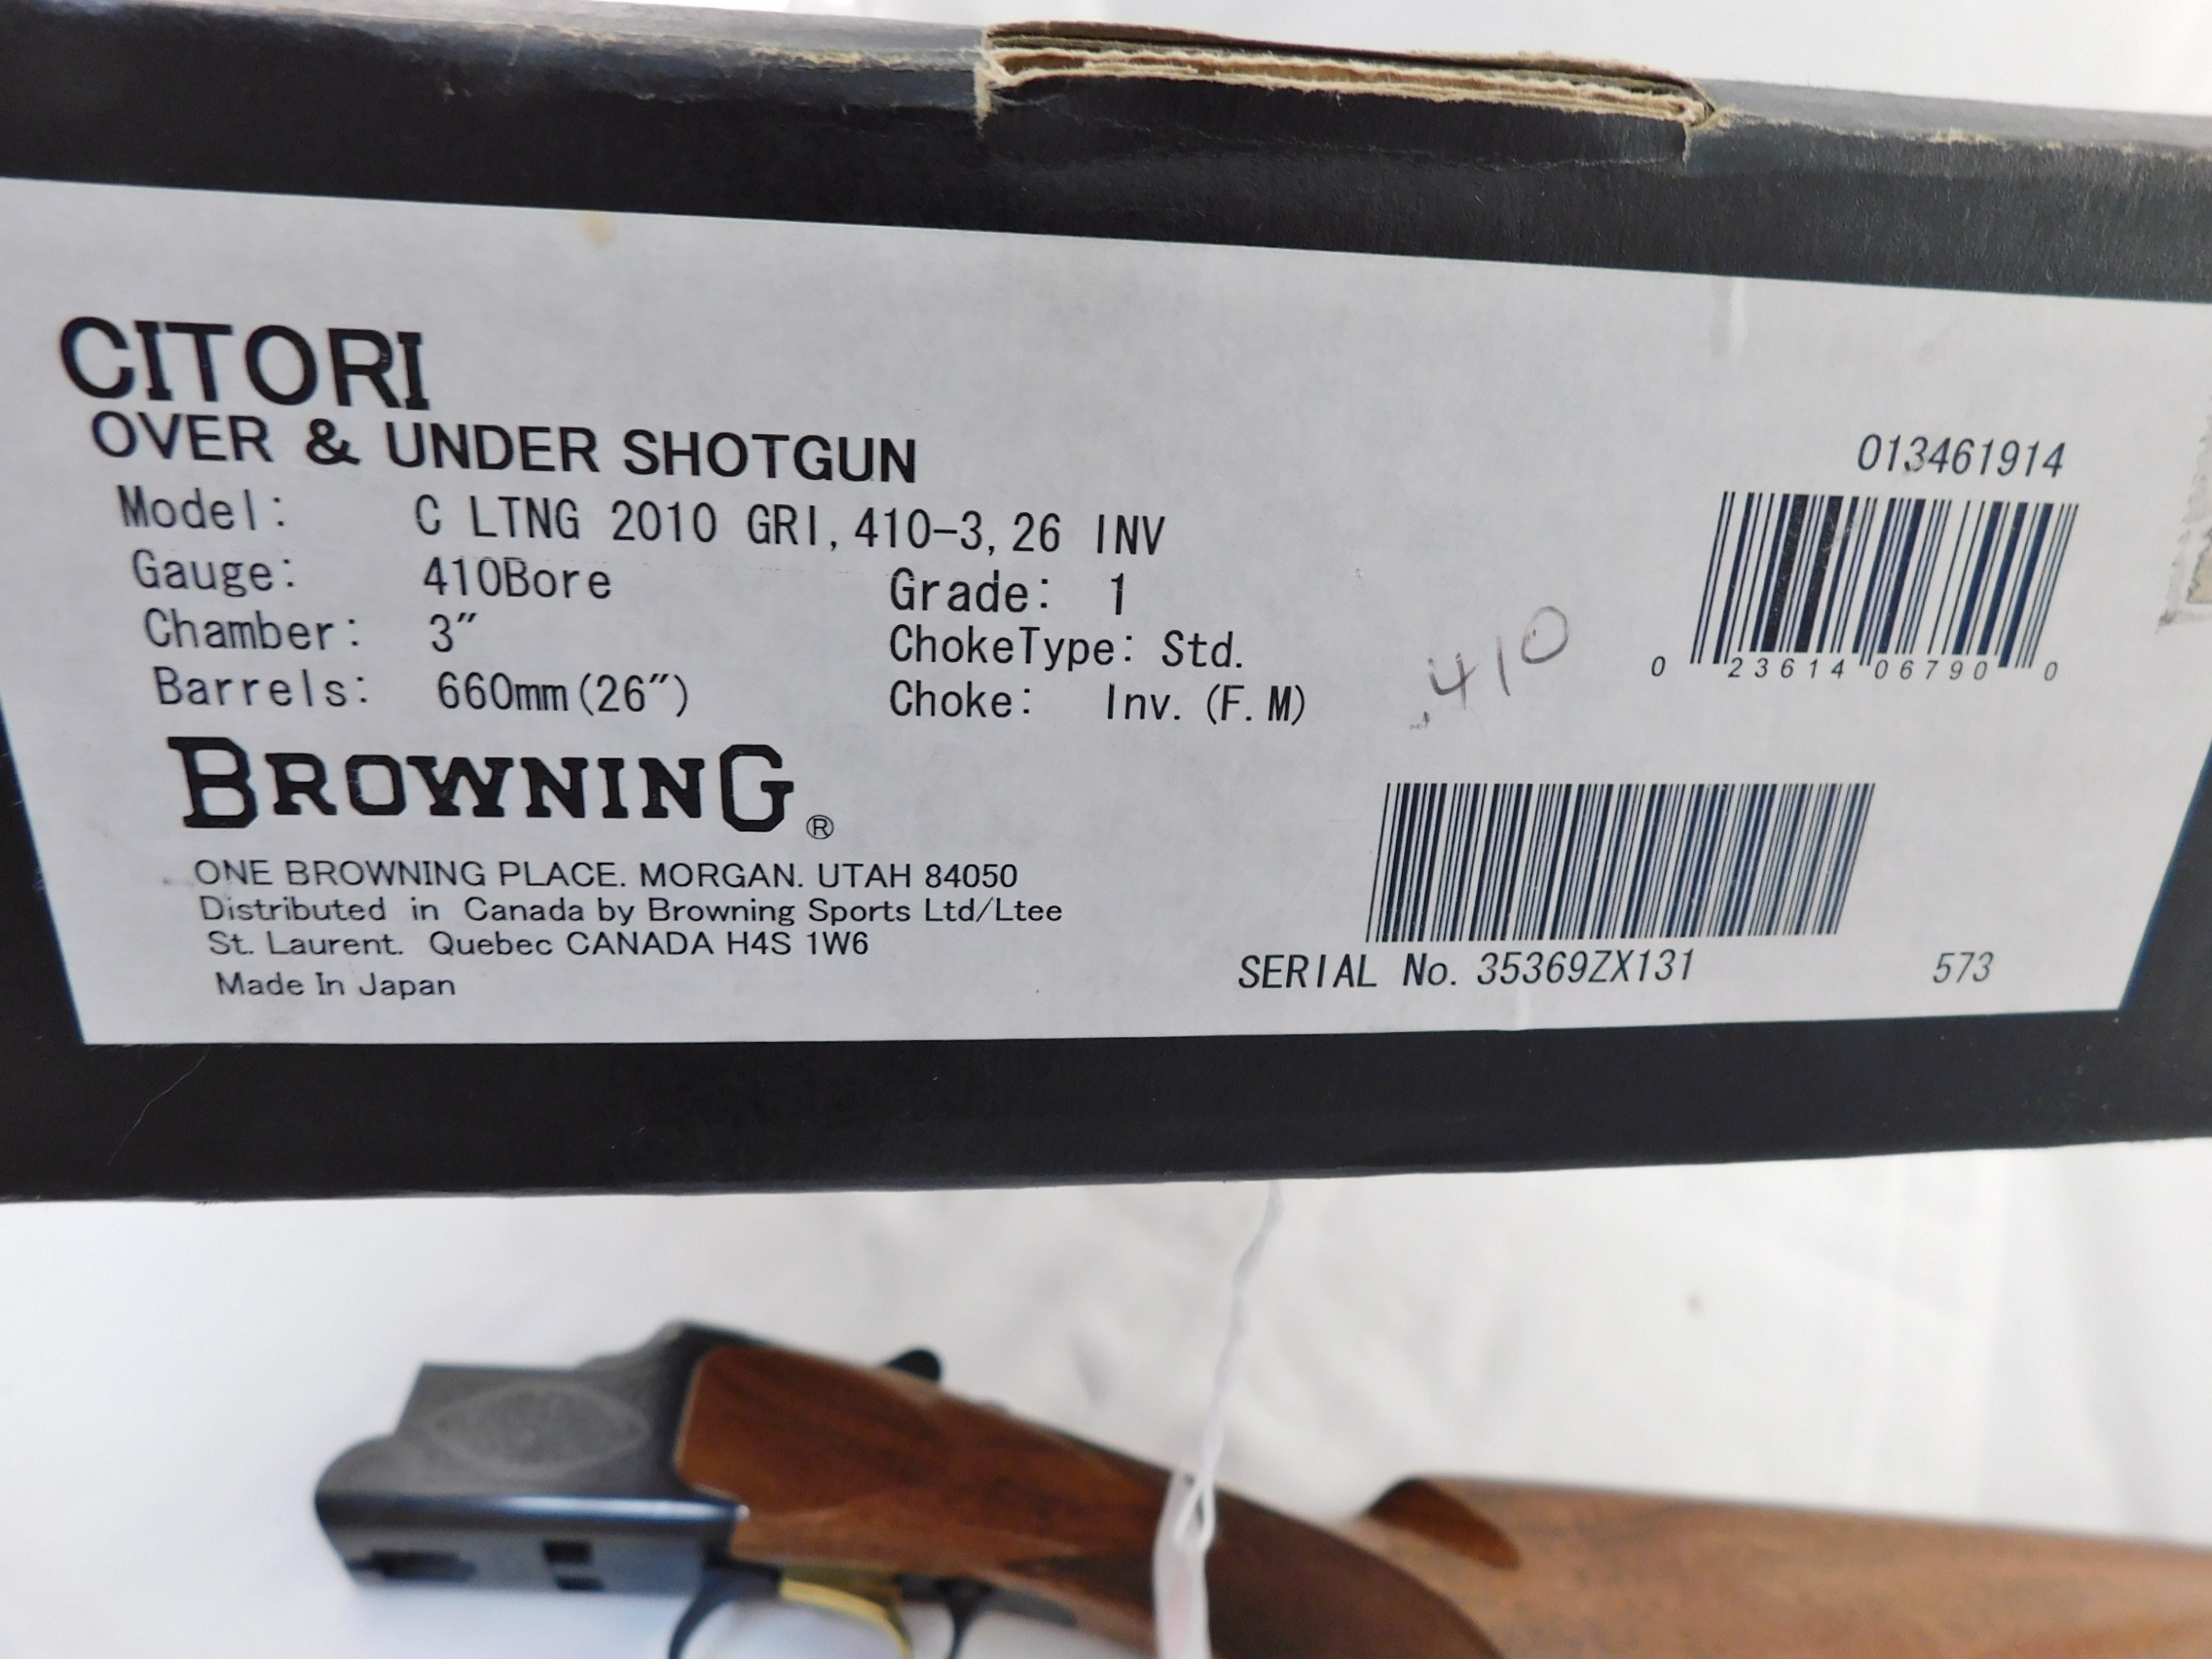 CITORI
OVER & UNDER SHOTGUN
Model: C LTNG 2010 GRI, 410-3, 26 INV
Gauge: 410Bore Grade: 1
Chamber: 3" ChokeType: Std.
Barrels: 660mm(26") Choke: Inv. (F. M)
013461914
0 23614 06790 0
.410
BROWNING®
ONE BROWNING PLACE. MORGAN. UTAH 84050
Distributed in Canada by Browning Sports Ltd/Ltee
St. Laurent. Quebec CANADA H4S 1W6
Made In Japan
SERIAL No. 35369ZX131 573